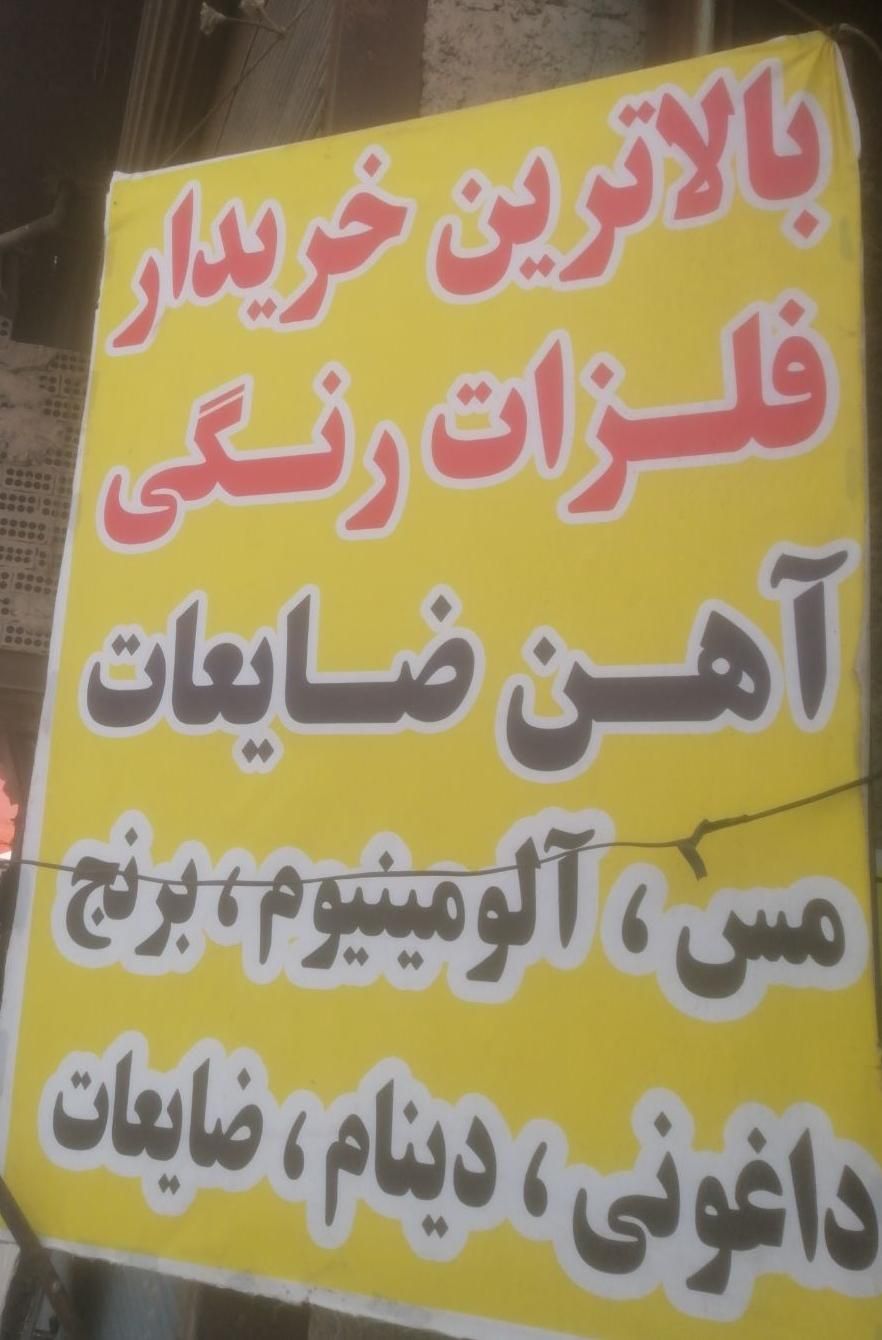 بالاترین خریدار
فلزات رنگی
آهن ضایعات
مس ، آلومینیوم، برنج
داغونی ، دینام ، ضایعات